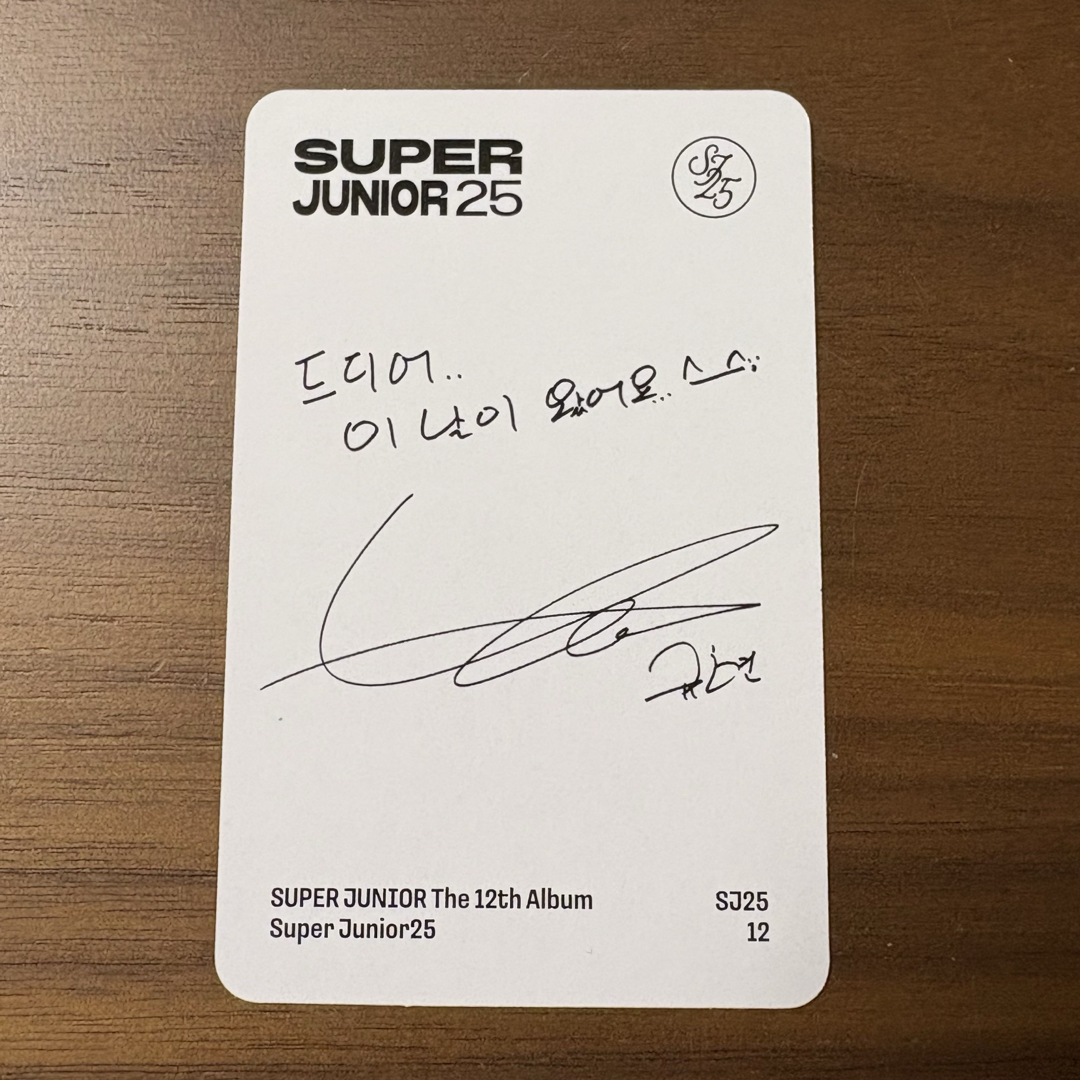 SUPER
JUNIOR25
SJ
25
드디어..
이 날이 왔어요...
규현
SUPER JUNIOR The 12th Album
Super Junior25
SJ25
12